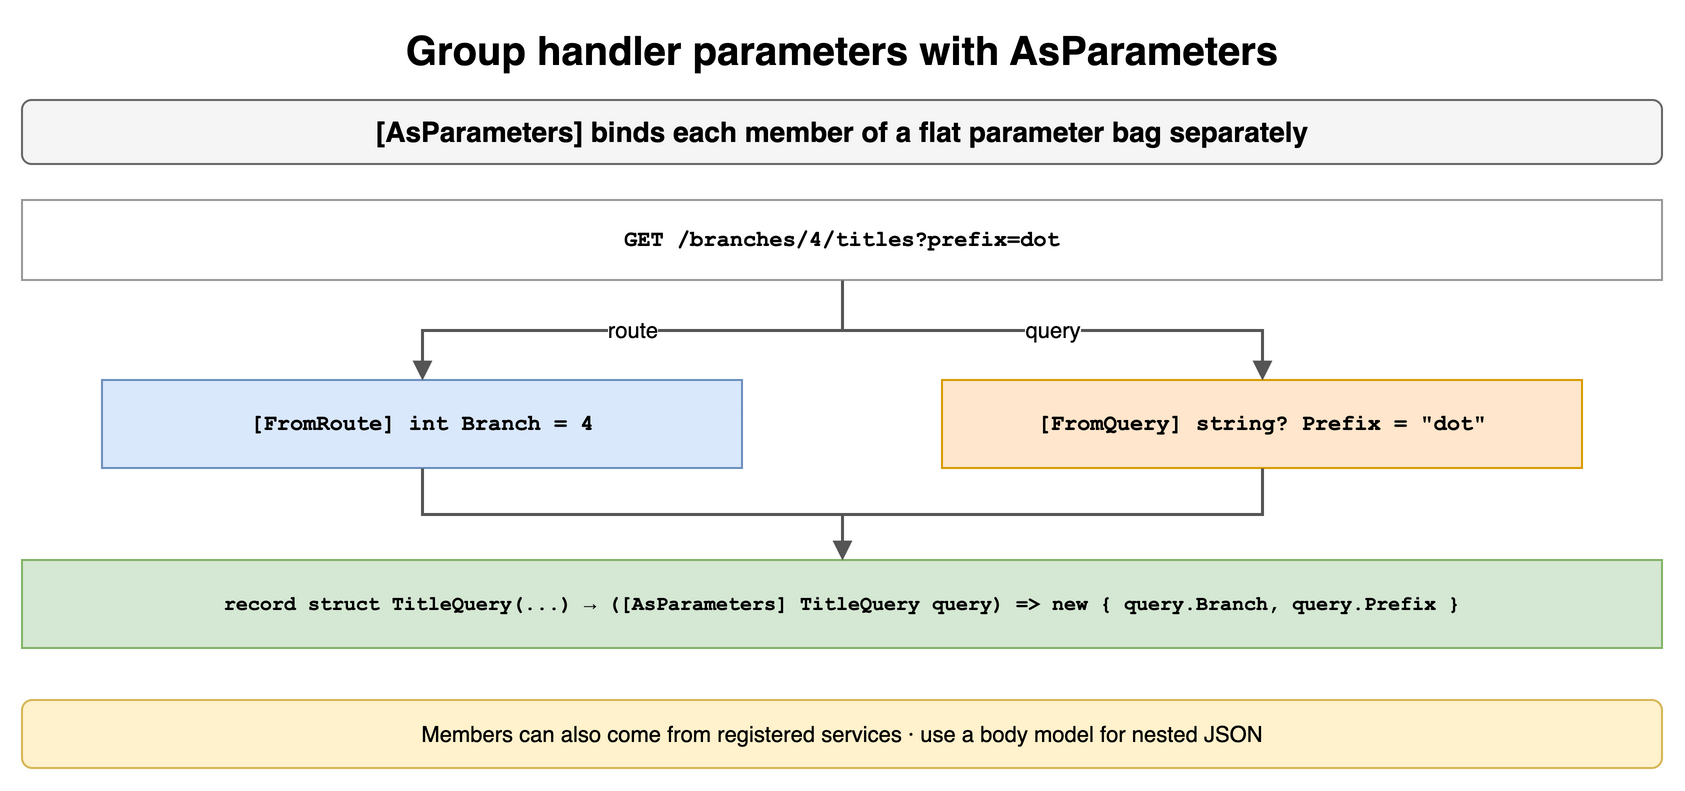 Group handler parameters with AsParameters
[AsParameters] binds each member of a flat parameter bag separately
GET /branches/4/titles?prefix=dot
route
query
[FromRoute] int Branch = 4
[FromQuery] string? Prefix = "dot"
record struct TitleQuery(...) → ([AsParameters] TitleQuery query) => new { query.Branch, query.Prefix }
Members can also come from registered services · use a body model for nested JSON